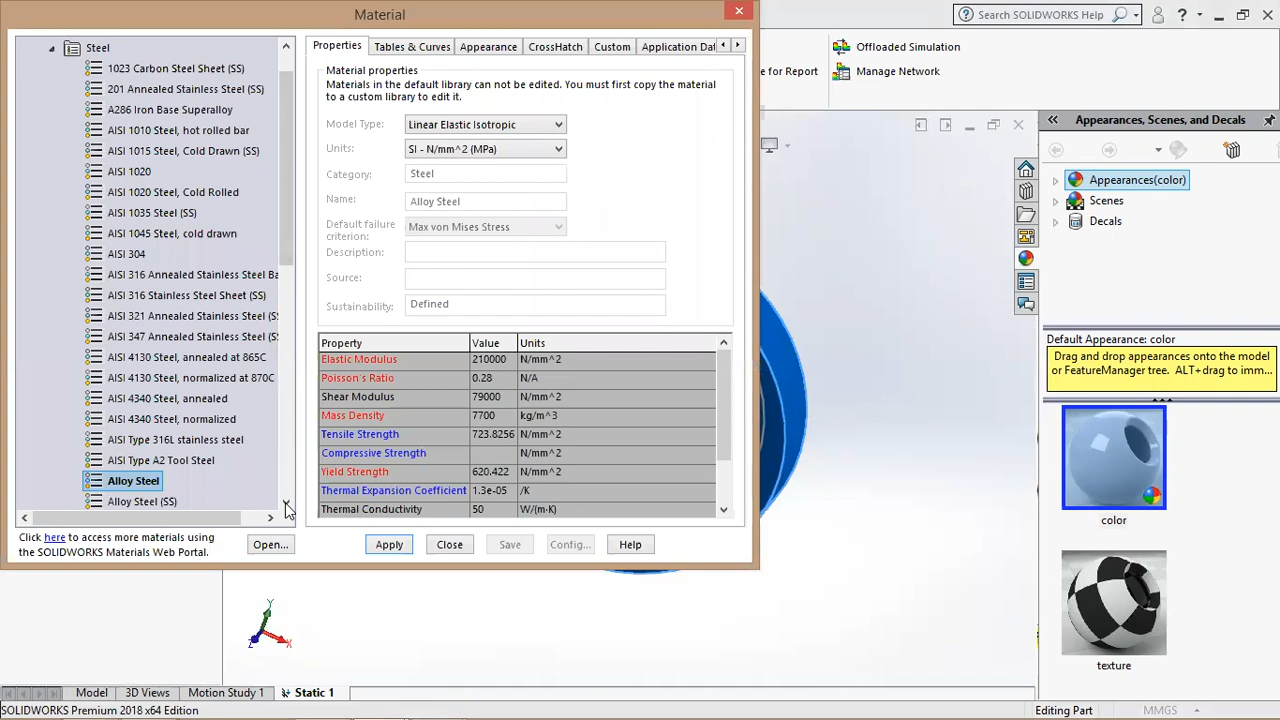 Material
Steel
1023 Carbon Steel Sheet (SS)
201 Annealed Stainless Steel (SS)
A286 Iron Base Superalloy
AISI 1010 Steel, hot rolled bar
AISI 1015 Steel, Cold Drawn (SS)
AISI 1020
AISI 1020 Steel, Cold Rolled
AISI 1035 Steel (SS)
AISI 1045 Steel, cold drawn
AISI 304
AISI 316 Annealed Stainless Steel Ba
AISI 316 Stainless Steel Sheet (SS)
AISI 321 Annealed Stainless Steel (SS
AISI 347 Annealed Stainless Steel (SS
AISI 4130 Steel, annealed at 865C
AISI 4130 Steel, normalized at 870C
AISI 4340 Steel, annealed
AISI 4340 Steel, normalized
AISI Type 316L stainless steel
AISI Type A2 Tool Steel
Alloy Steel
Alloy Steel (SS)
Click here to access more materials using
the SOLIDWORKS Materials Web Portal.
Open...
Properties Tables & Curves Appearance CrossHatch Custom Application Dat
Material properties
Materials in the default library can not be edited. You must first copy the material
to a custom library to edit it.
Model Type: Linear Elastic Isotropic
Units: SI - N/mm^2 (MPa)
Category: Steel
Name: Alloy Steel
Default failure
criterion: Max von Mises Stress
Description:
Source:
Sustainability: Defined
Property Value Units
Elastic Modulus 210000 N/mm^2
Poisson's Ratio 0.28 N/A
Shear Modulus 79000 N/mm^2
Mass Density 7700 kg/m^3
Tensile Strength 723.8256 N/mm^2
Compressive Strength N/mm^2
Yield Strength 620.422 N/mm^2
Thermal Expansion Coefficient 1.3e-05 /K
Thermal Conductivity 50 W/(m·K)
Apply Close Save Config... Help
Search SOLIDWORKS Help
?
Offloaded Simulation
e for Report
Manage Network
Appearances, Scenes, and Decals
Appearances(color)
Scenes
Decals
Default Appearance: color
Drag and drop appearances onto the model
or FeatureManager tree. ALT+drag to imm...
color
texture
Y
Z
X
Model 3D Views Motion Study 1 Static 1
SOLIDWORKS Premium 2018 x64 Edition
Editing Part
MMGS